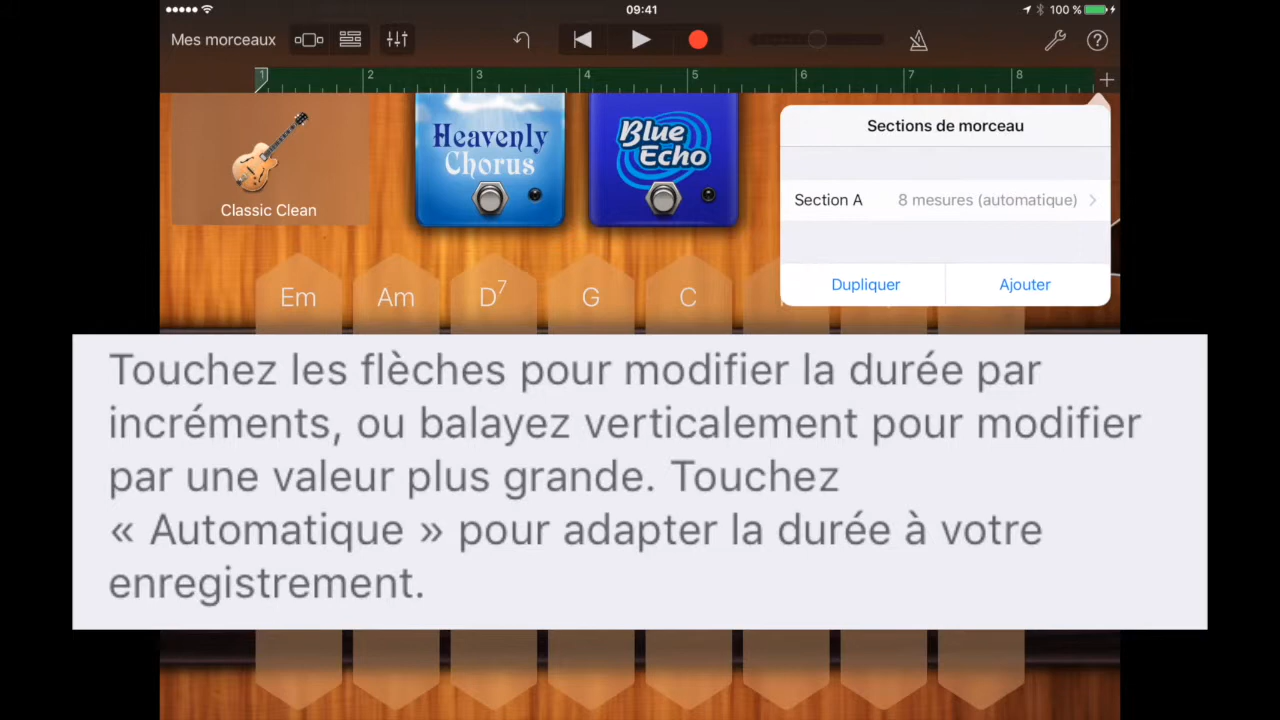 09:41
100 %
Mes morceaux
1 2 3 4 5 6 7 8
Heavenly
Chorus
Blue
Echo
Classic Clean
Sections de morceau
Section A 8 mesures (automatique)
Dupliquer Ajouter
Em Am D7 G C
Touchez les flèches pour modifier la durée par
incréments, ou balayez verticalement pour modifier
par une valeur plus grande. Touchez
« Automatique » pour adapter la durée à votre
enregistrement.